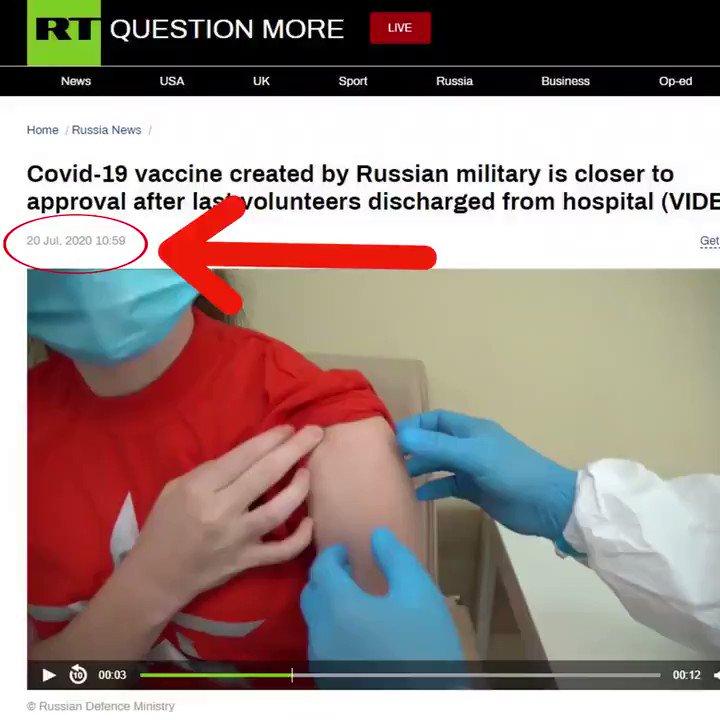 RT QUESTION MORE LIVE
News USA UK Sport Russia Business Op-ed
Home / Russia News /
Covid-19 vaccine created by Russian military is closer to
approval after last volunteers discharged from hospital (VIDE
20 Jul, 2020 10:59
Get
10 00:03 00:12
© Russian Defence Ministry